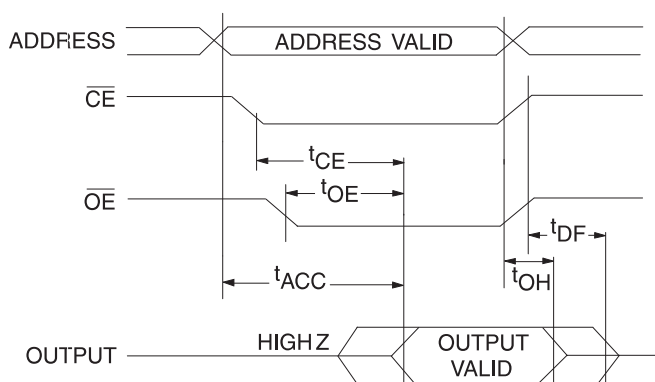 ADDRESS
ADDRESS VALID
CE
tCE
tOE
OE
tDF
tACC
tOH
HIGH Z
OUTPUT
OUTPUT
VALID